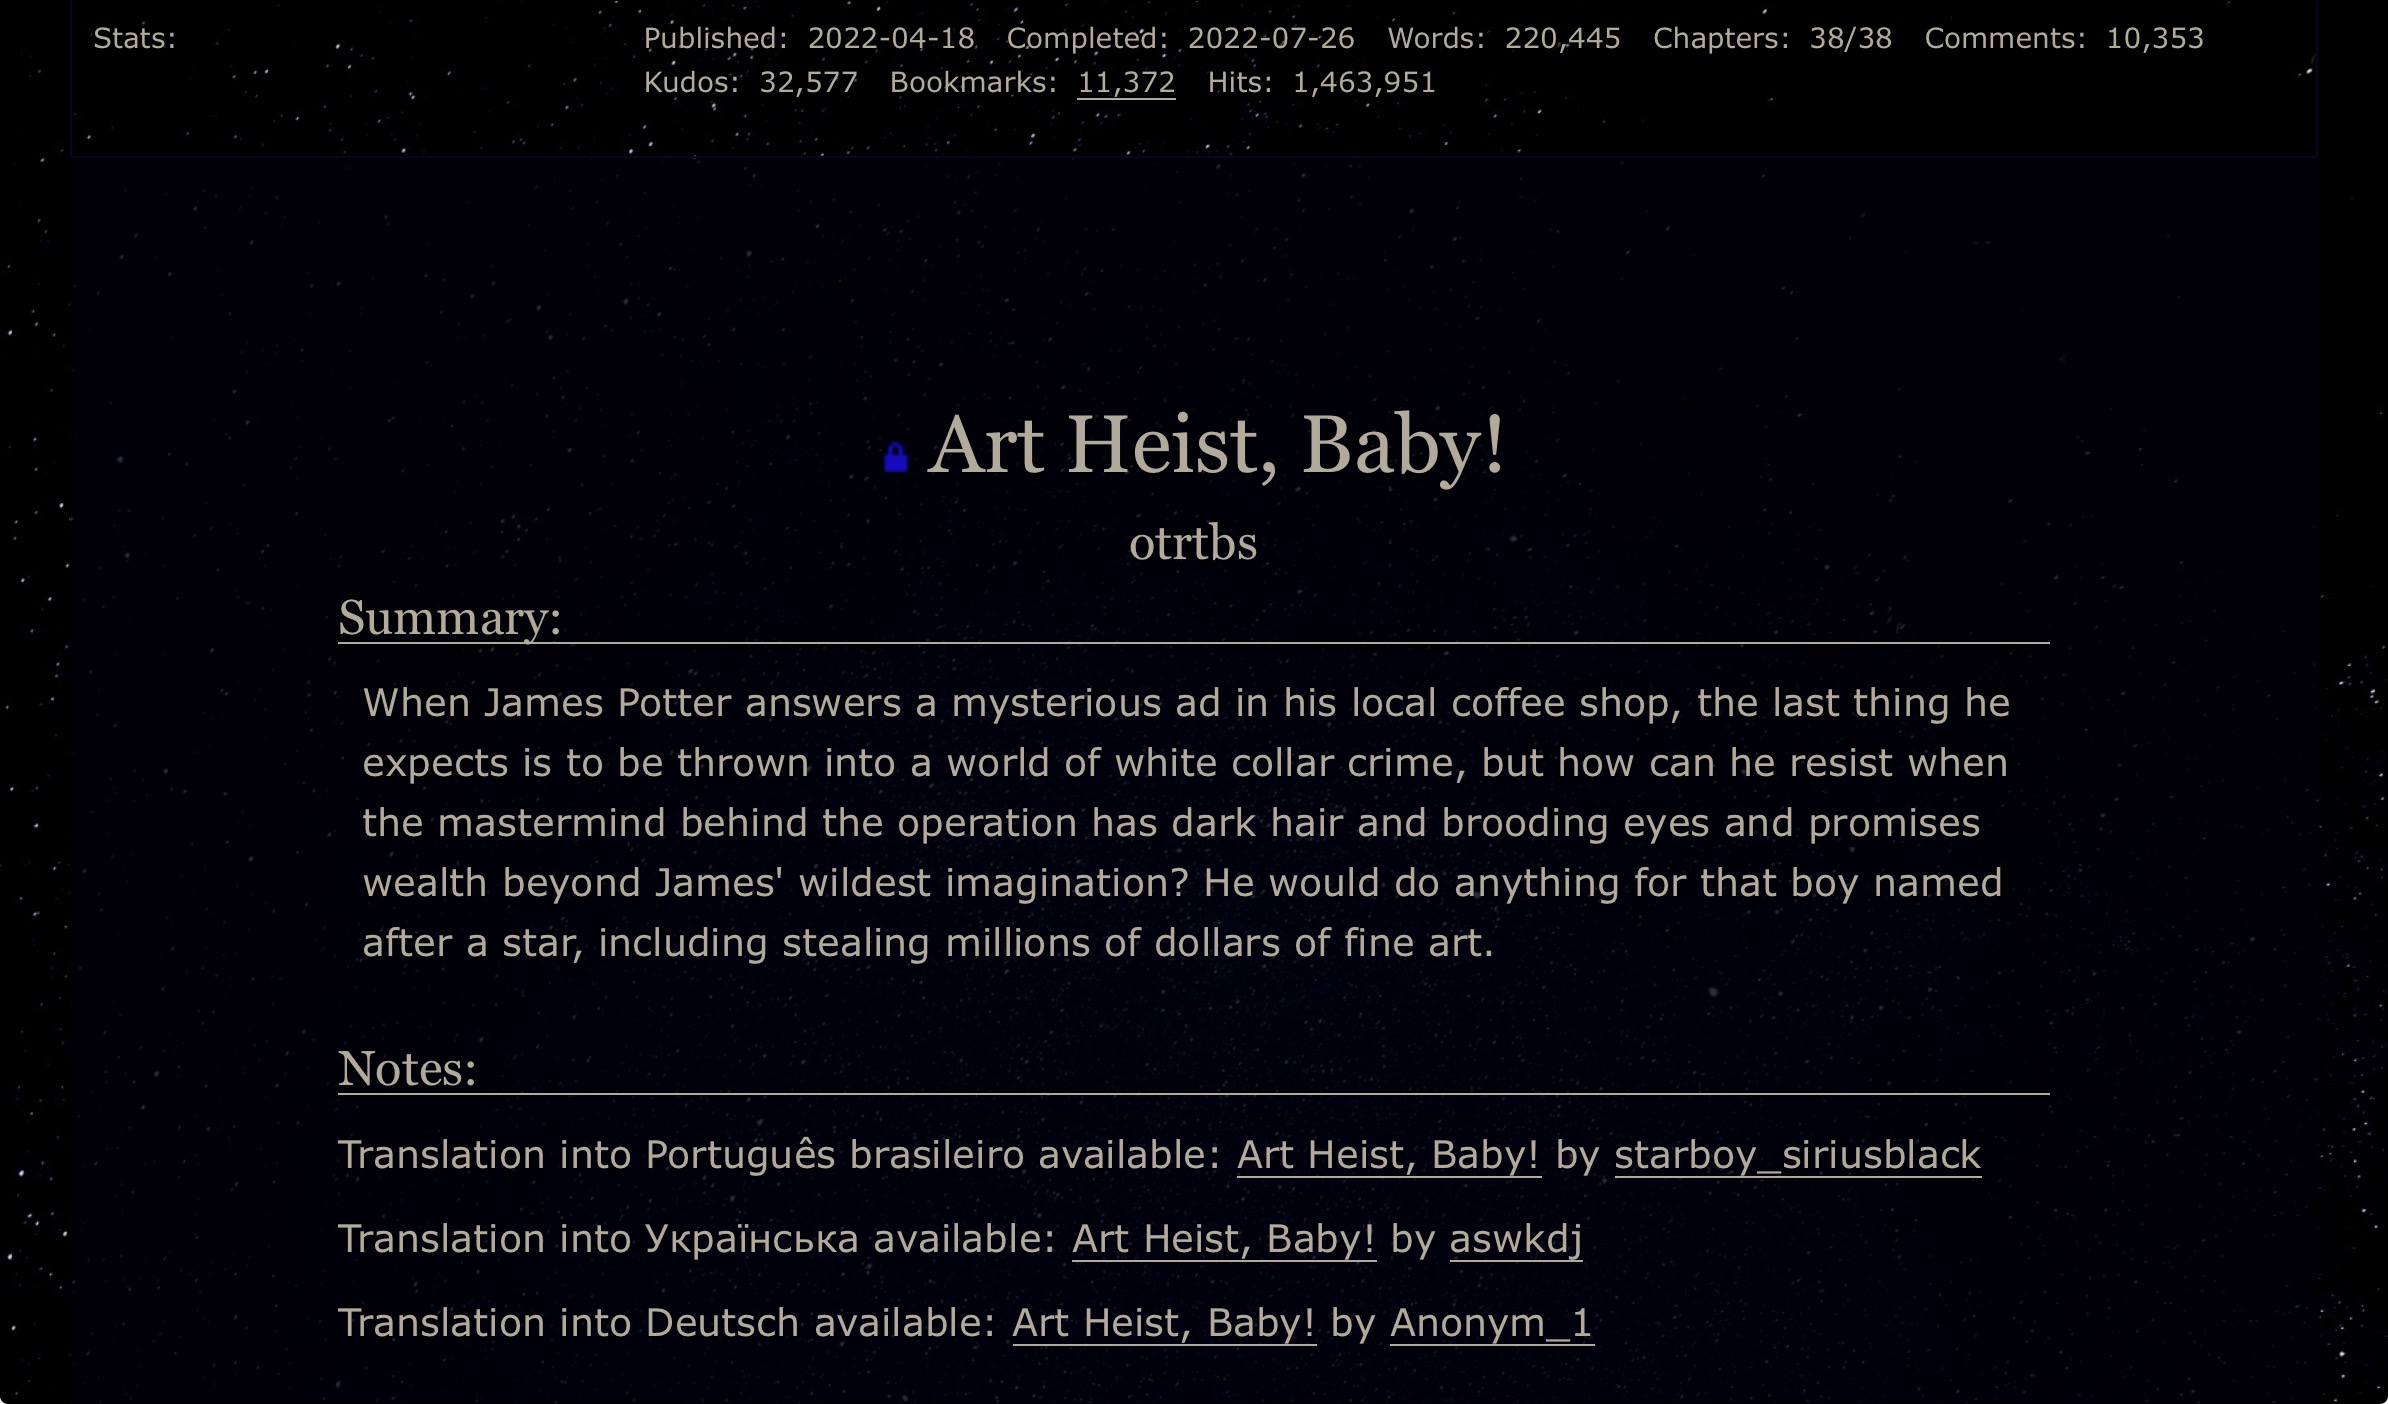 Stats:
Published: 2022-04-18 Completed: 2022-07-26 Words: 220,445 Chapters: 38/38 Comments: 10,353
Kudos: 32,577 Bookmarks: 11,372 Hits: 1,463,951
Art Heist, Baby!
otrtbs
Summary:
When James Potter answers a mysterious ad in his local coffee shop, the last thing he
expects is to be thrown into a world of white collar crime, but how can he resist when
the mastermind behind the operation has dark hair and brooding eyes and promises
wealth beyond James' wildest imagination? He would do anything for that boy named
after a star, including stealing millions of dollars of fine art.
Notes:
Translation into Português brasileiro available: Art Heist, Baby! by starboy_siriusblack
Translation into Українська available: Art Heist, Baby! by aswkdj
Translation into Deutsch available: Art Heist, Baby! by Anonym_1